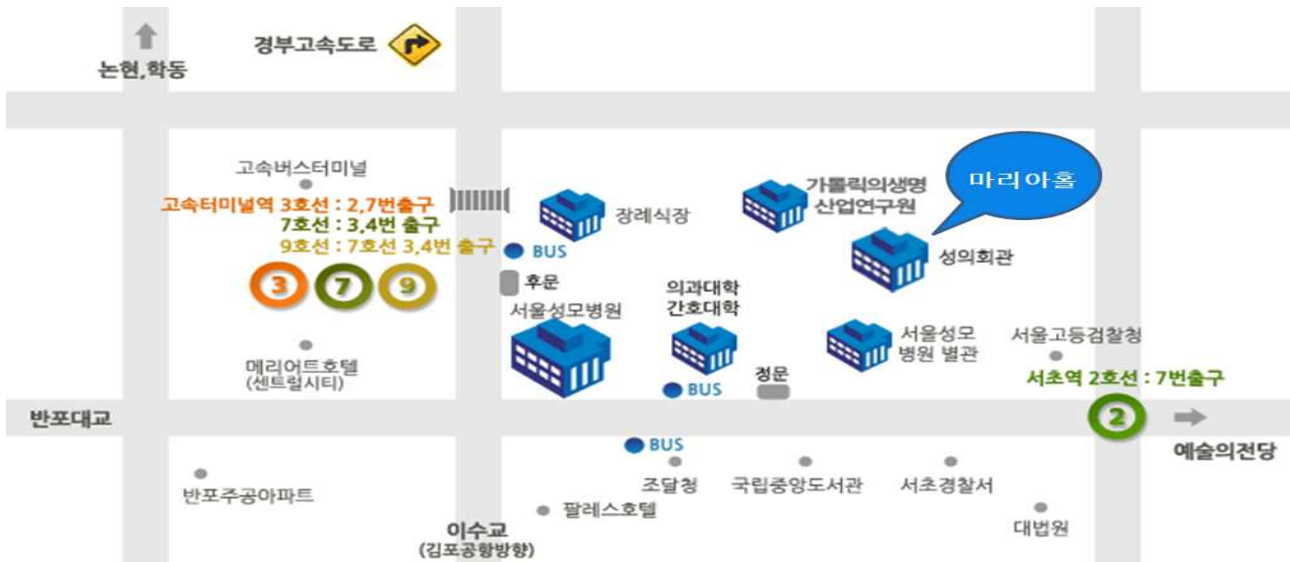 경부고속도로
논현,학동
고속버스터미널
고속터미널역 3호선 : 2,7번출구
7호선 : 3,4번 출구
9호선 : 7호선 3,4번 출구
3
7
9
메리어트호텔
(센트럴시티)
장례식장
BUS
후문
서울성모병원
가톨릭의생명
산업연구원
마리아홀
성의회관
의과대학
간호대학
서울성모
병원 별관
정문
BUS
서울고등검찰청
서초역 2호선 : 7번출구
2
예술의전당
반포대교
BUS
조달청
국립중앙도서관
서초경찰서
반포주공아파트
팔레스호텔
대법원
이수교
(김포공항방향)